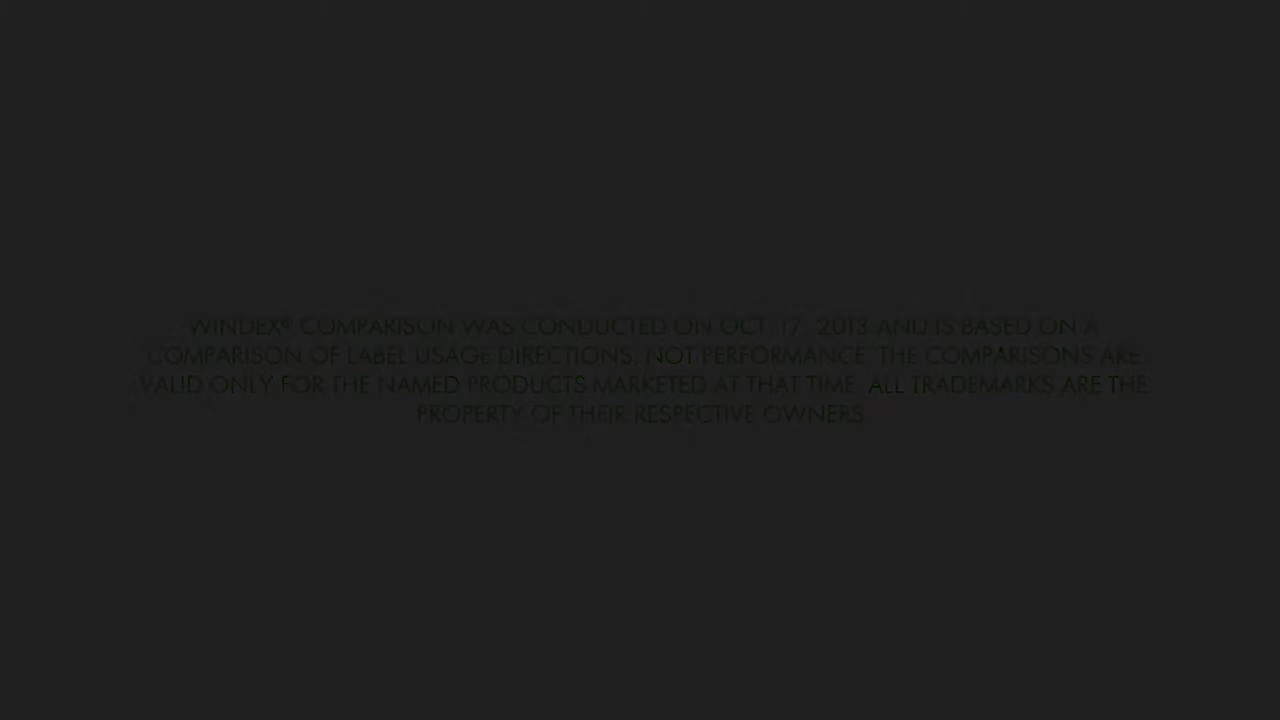 WINDEX® COMPARISON WAS CONDUCTED ON OCT. 17, 2013 AND IS BASED ON A
COMPARISON OF LABEL USAGE DIRECTIONS, NOT PERFORMANCE. THE COMPARISONS ARE
VALID ONLY FOR THE NAMED PRODUCTS MARKETED AT THAT TIME. ALL TRADEMARKS ARE THE
PROPERTY OF THEIR RESPECTIVE OWNERS.